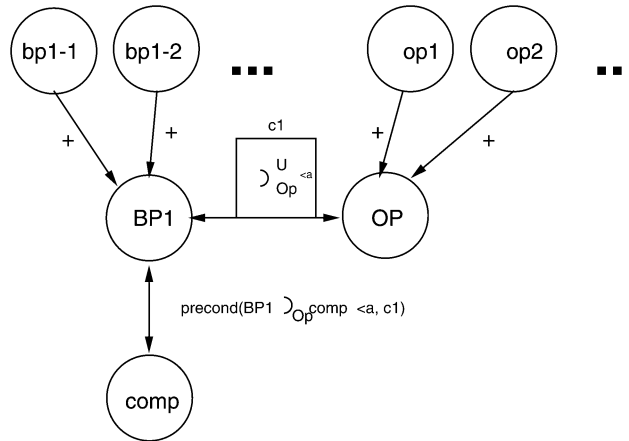 bp1-1 bp1-2 ... op1 op2 ..
+ + + +
c1
U
⊃ Op <a
BP1 OP
precond(BP1 ⊃Op comp <a, c1)
comp